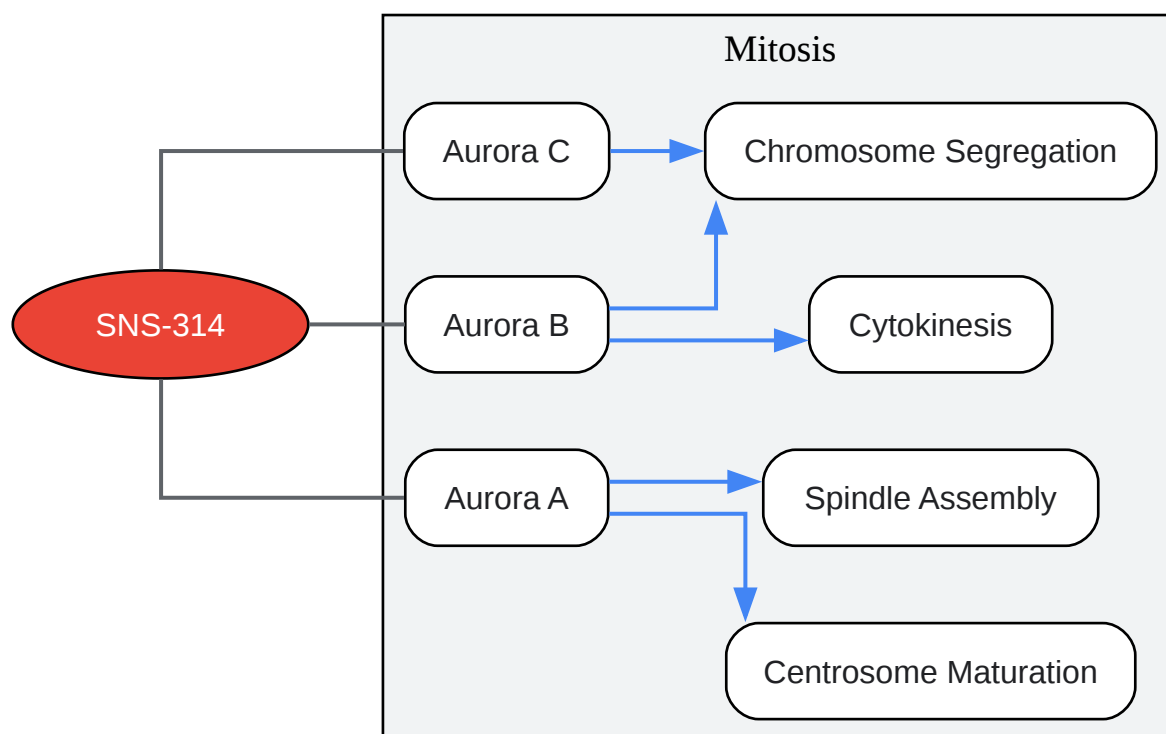 Mitosis
Aurora C
Chromosome Segregation
SNS-314
Aurora B
Cytokinesis
Aurora A
Spindle Assembly
Centrosome Maturation